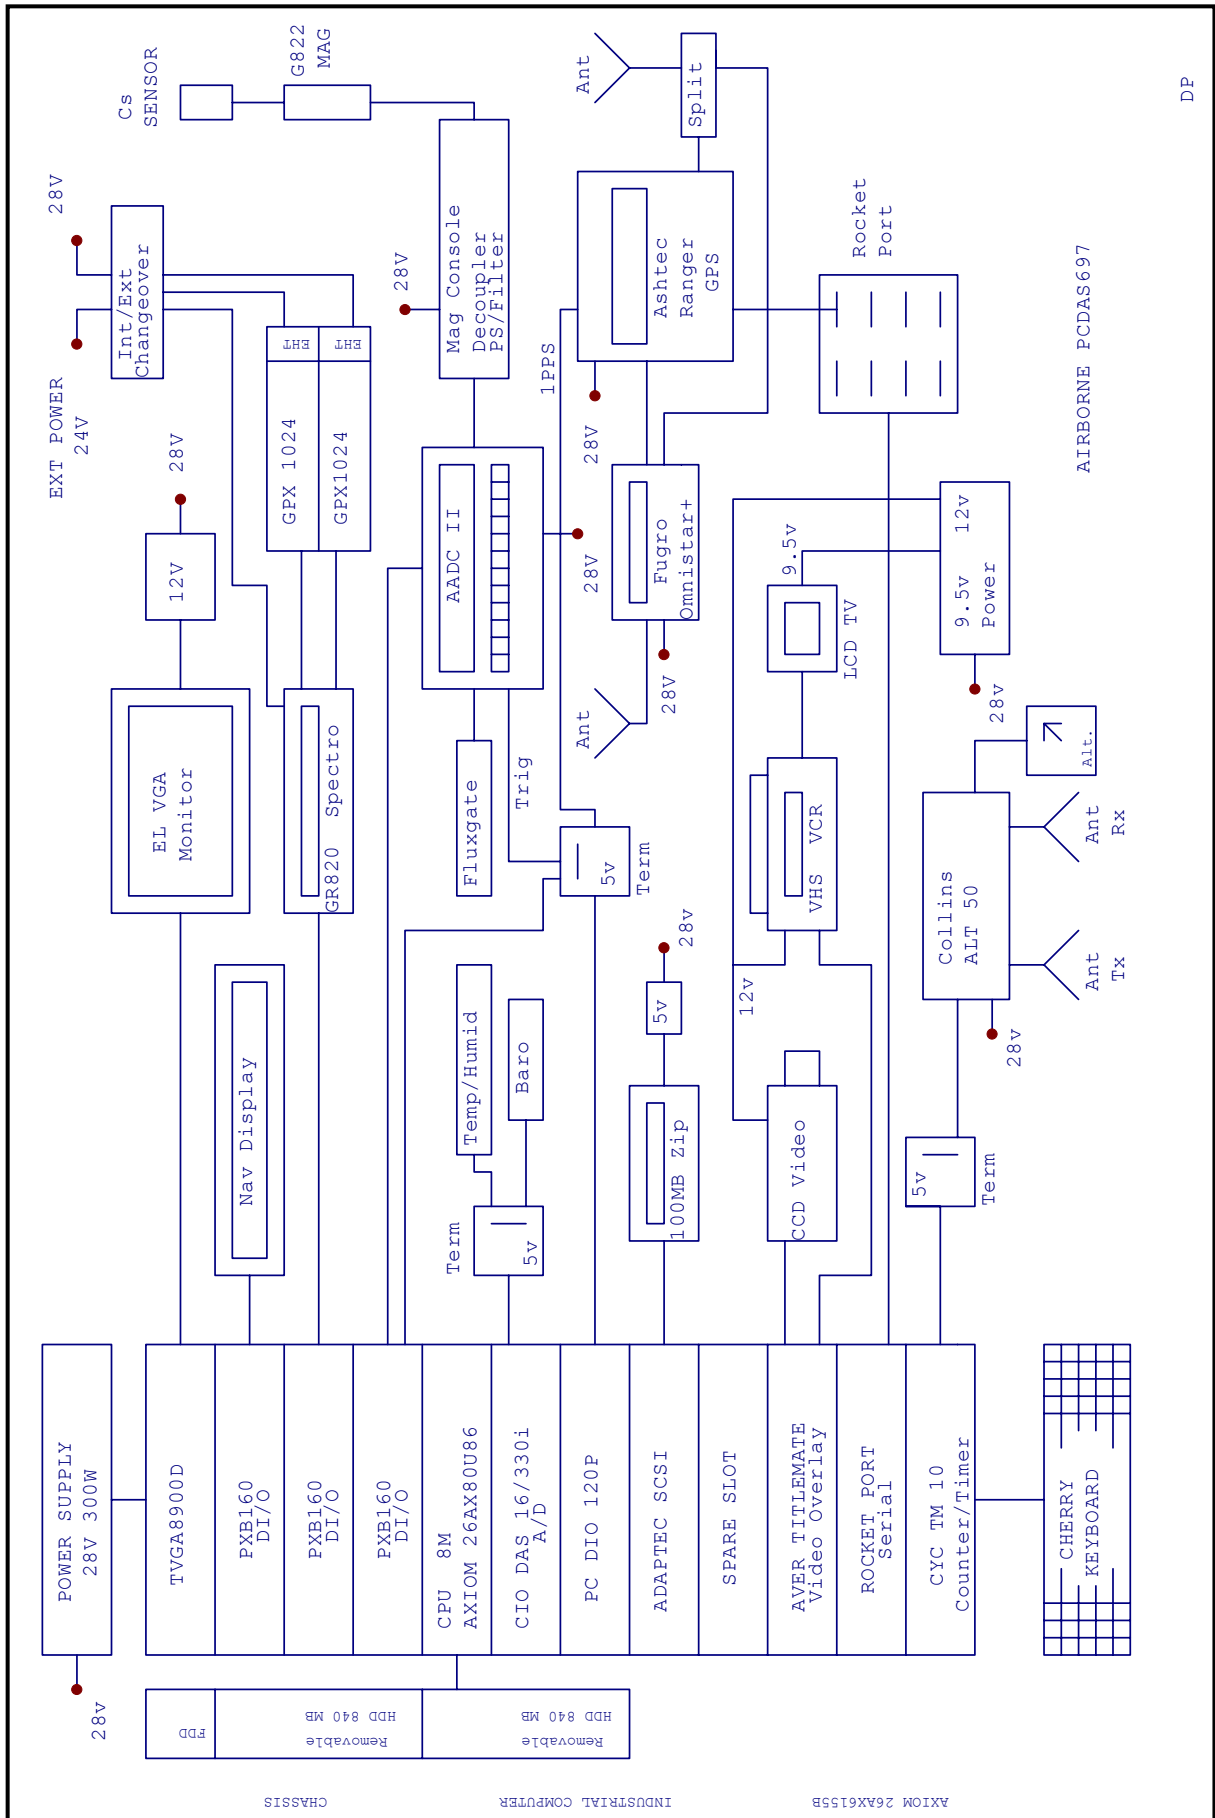 POWER SUPPLY
28V 300W
28v
TVGA8900D
PXB160
DI/O
PXB160
DI/O
PXB160
DI/O
CPU 8M
AXIOM 26AX80U86
CIO DAS 16/330i
A/D
PC DIO 120P
ADAPTEC SCSI
SPARE SLOT
AVER TITLEMATE
Video Overlay
ROCKET PORT
Serial
CYC TM 10
Counter/Timer
CHERRY
KEYBOARD
FDD
Removable
HDD 840 MB
Removable
HDD 840 MB
CHASSIS
INDUSTRIAL COMPUTER
AXIOM 26AX6155B
EL VGA
Monitor
12V
28V
Nav Display
GR820 Spectro
GPX 1024
GPX1024
EHT
EHT
Int/Ext
Changeover
28V
EXT POWER
24V
Cs
SENSOR
G822
MAG
Mag Console
Decoupler
PS/Filter
28V
AADC II
28V
Fluxgate
Trig
1PPS
5v
Term
Temp/Humid
Baro
Term
5v
100MB Zip
5v
28v
Ant
Split
Ashtec
Ranger
GPS
28V
Fugro
Omnistar+
28V
Ant
Rocket
Port
CCD Video
12v
VHS VCR
LCD TV
9.5v
9.5v 12v
Power
28v
Collins
ALT 50
28v
Alt.
Ant
Rx
Ant
Tx
5v
Term
AIRBORNE PCDAS697
DP